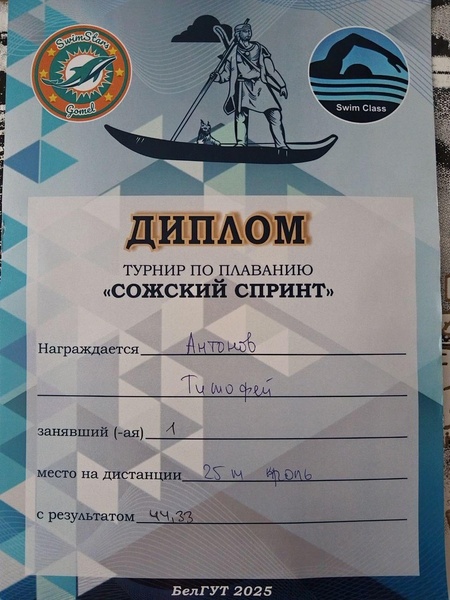 SwimStars
Gomel
Swim Class
ДИПЛОМ
ТУРНИР ПО ПЛАВАНИЮ
«СОЖСКИЙ СПРИНТ»
Награждается Антонов
Тимофей
занявший (-ая) 1
место на дистанции 25 м кроль
с результатом 44,33
БелГУТ 2025